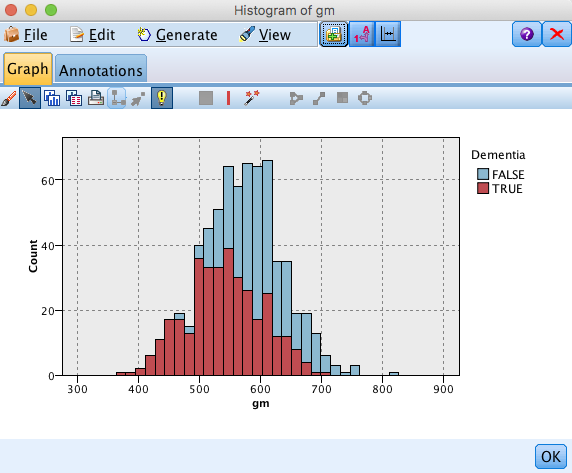 Histogram of gm
File Edit Generate View
Graph Annotations
Dementia
FALSE
TRUE
60
40
20
0
Count
300 400 500 600 700 800 900
gm
OK